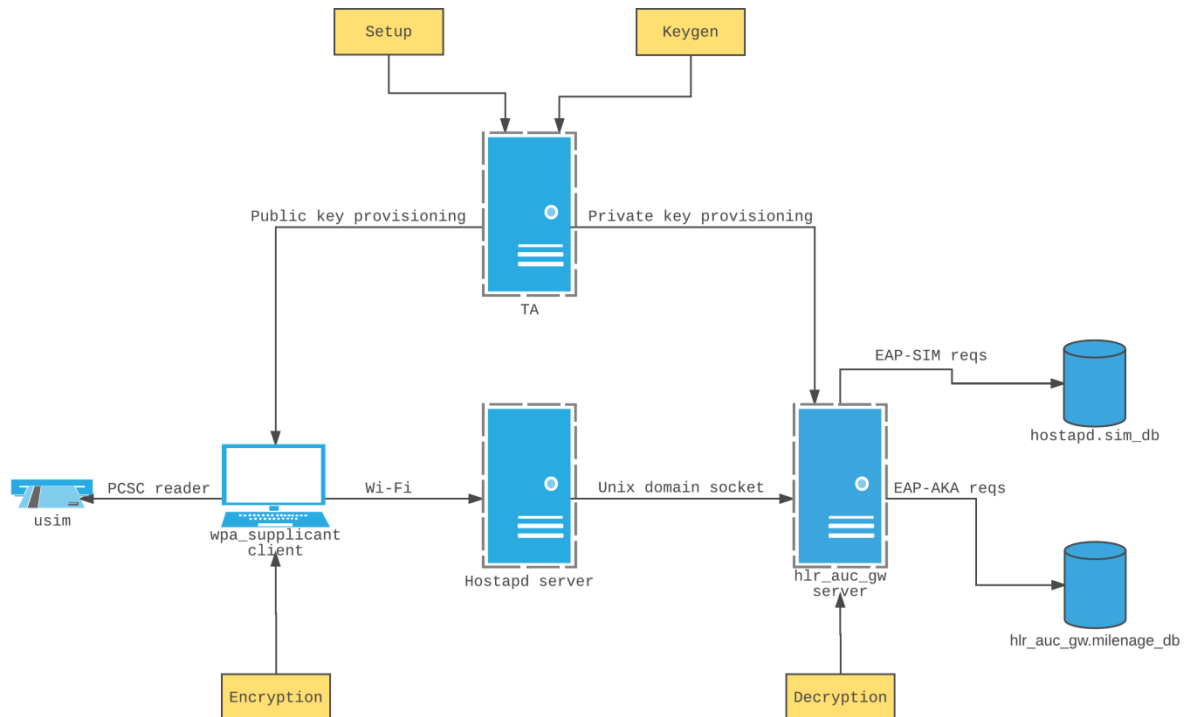 Setup
Keygen
Public key provisioning
Private key provisioning
TA
EAP-SIM reqs
hostapd.sim_db
PCSC reader
Wi-Fi
Unix domain socket
EAP-AKA reqs
usim
wpa_supplicant
client
Hostapd server
hlr_auc_gw
server
hlr_auc_gw.milenage_db
Encryption
Decryption